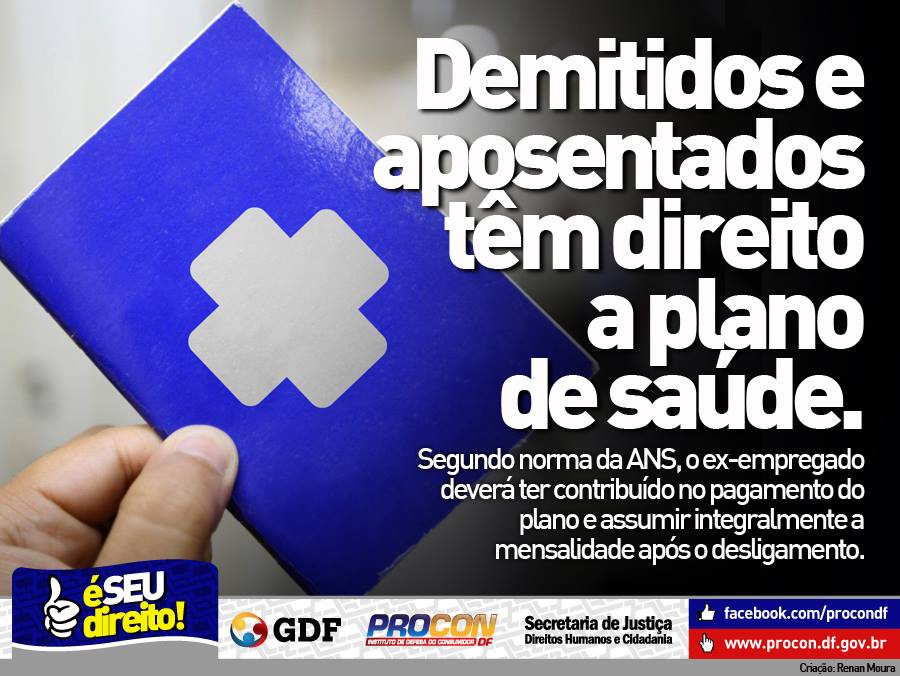 Demitidos e
aposentados
têm direito
a plano
de saúde.
Segundo norma da ANS, o ex-empregado
deverá ter contribuído no pagamento do
plano e assumir integralmente a
mensalidade após o desligamento.
é SEU
direito!
GDF
PROCON DF
INSTITUTO DE DEFESA DO CONSUMIDOR
Secretaria de Justiça
Direitos Humanos e Cidadania
facebook.com/procondf
www.procon.df.gov.br
Criação: Renan Moura